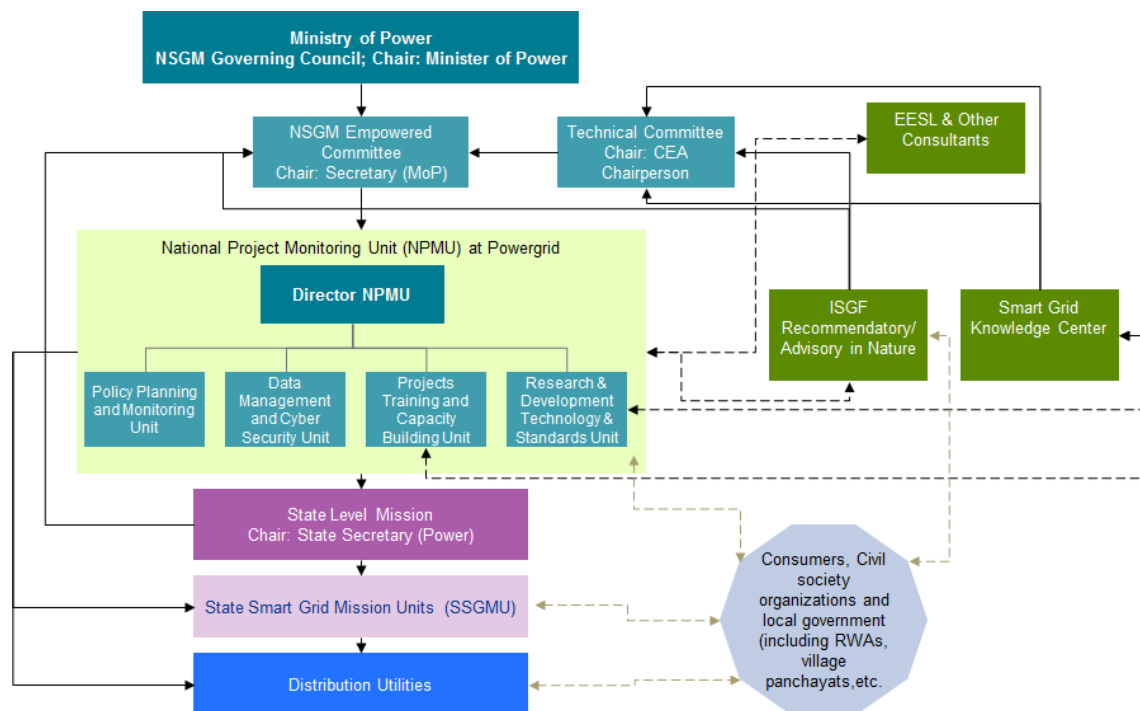 Ministry of Power
NSGM Governing Council; Chair: Minister of Power
NSGM Empowered
Committee
Chair: Secretary (MoP)
Technical Committee
Chair: CEA
Chairperson
EESL & Other
Consultants
National Project Monitoring Unit (NPMU) at Powergrid
Director NPMU
Policy Planning
and Monitoring
Unit
Data
Management
and Cyber
Security Unit
Projects
Training and
Capacity
Building Unit
Research &
Development
Technology &
Standards Unit
ISGF
Recommendatory/
Advisory in Nature
Smart Grid
Knowledge Center
State Level Mission
Chair: State Secretary (Power)
State Smart Grid Mission Units (SSGMU)
Distribution Utilities
Consumers, Civil
society
organizations and
local government
(including RWAs,
village
panchayats,etc.